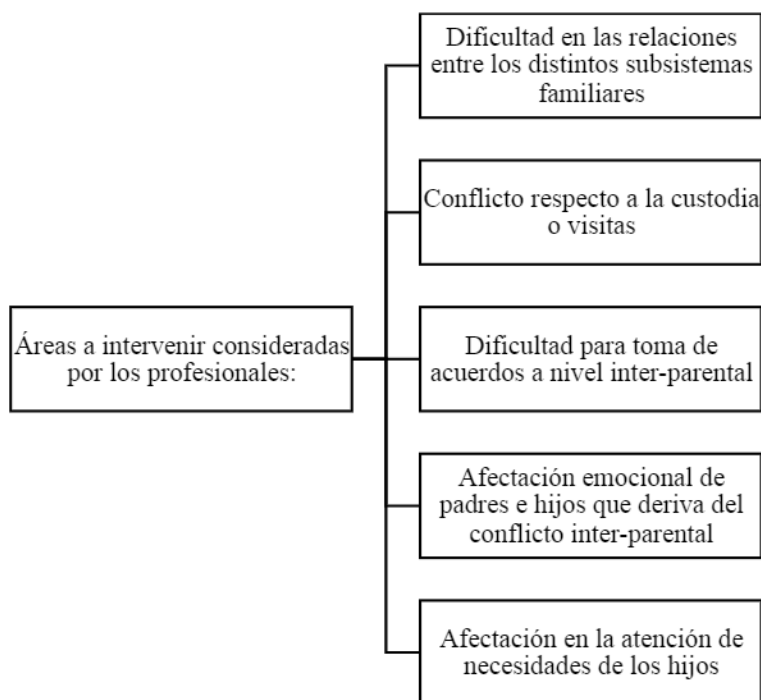 Dificultad en las relaciones
entre los distintos subsistemas
familiares
Conflicto respecto a la custodia
o visitas
Áreas a intervenir consideradas
por los profesionales:
Dificultad para toma de
acuerdos a nivel inter-parental
Afectación emocional de
padres e hijos que deriva del
conflicto inter-parental
Afectación en la atención de
necesidades de los hijos